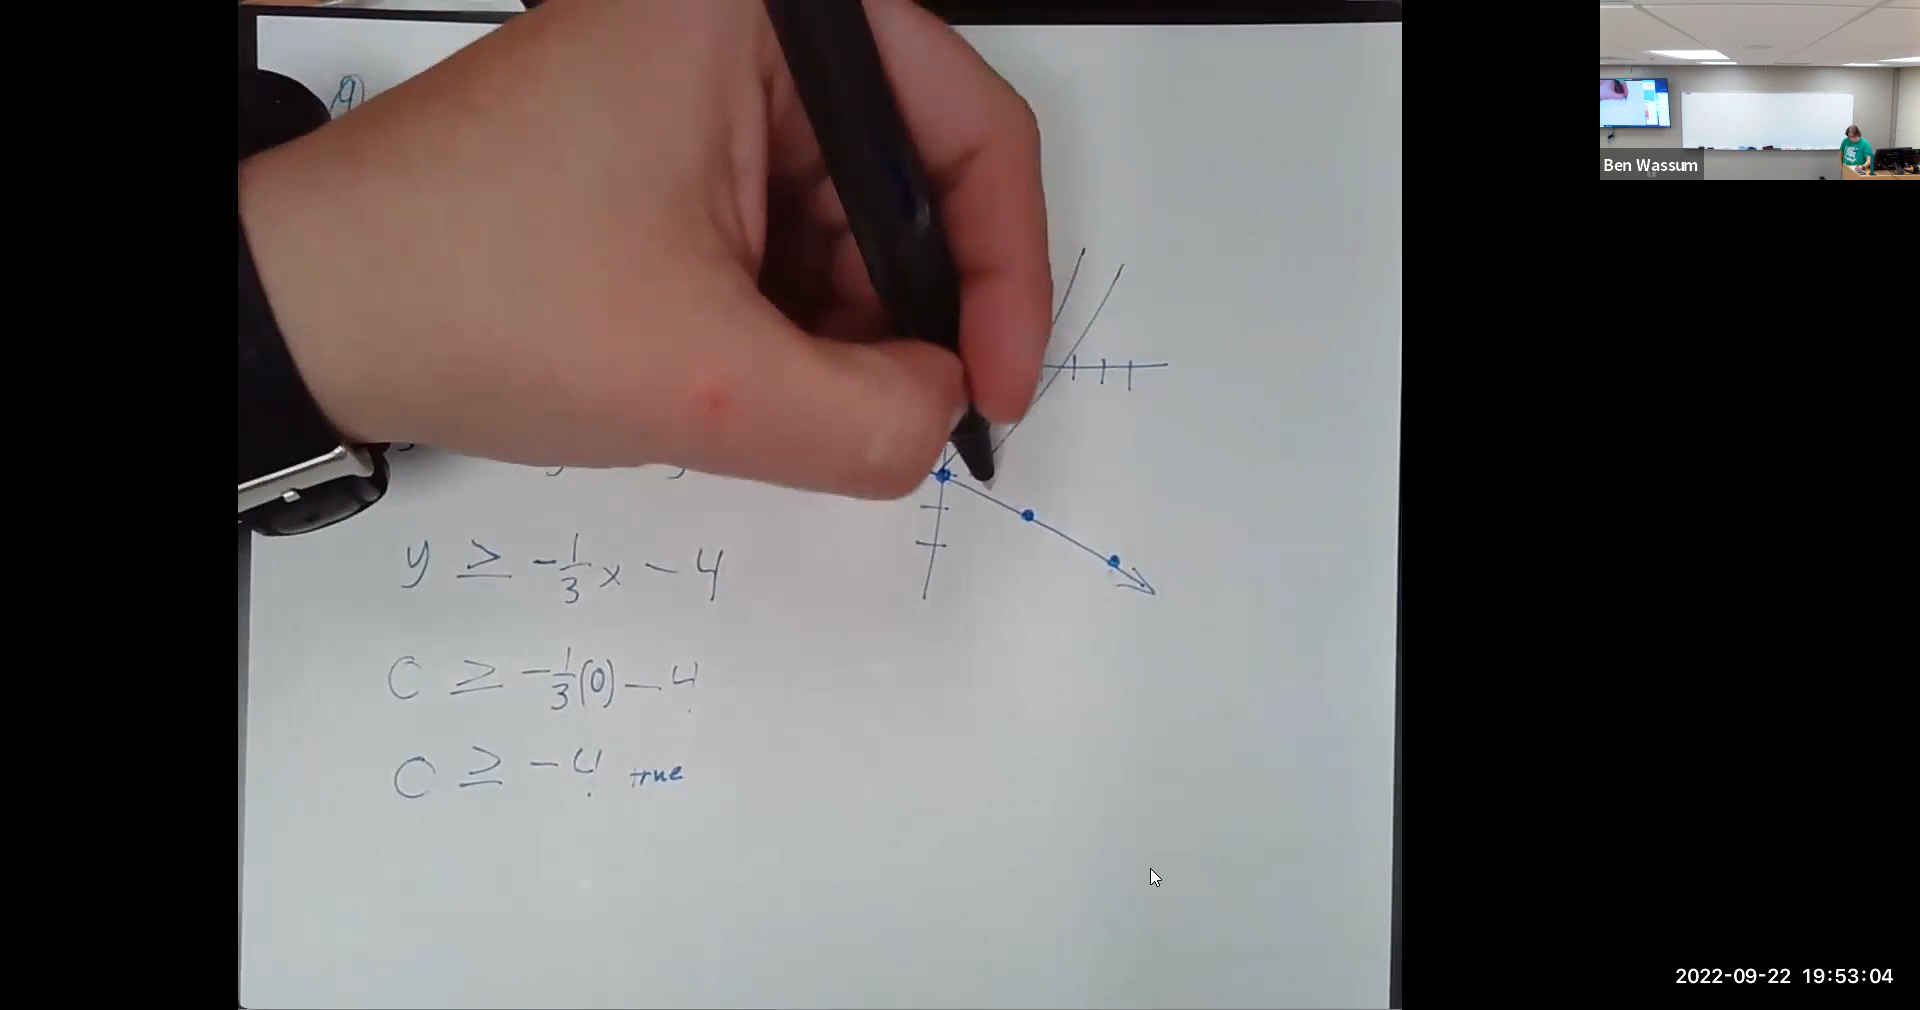 9
y ≥ -1/3 x - 4
0 ≥ -1/3 (0) - 4
0 ≥ -4 true
Ben Wassum
2022-09-22 19:53:04